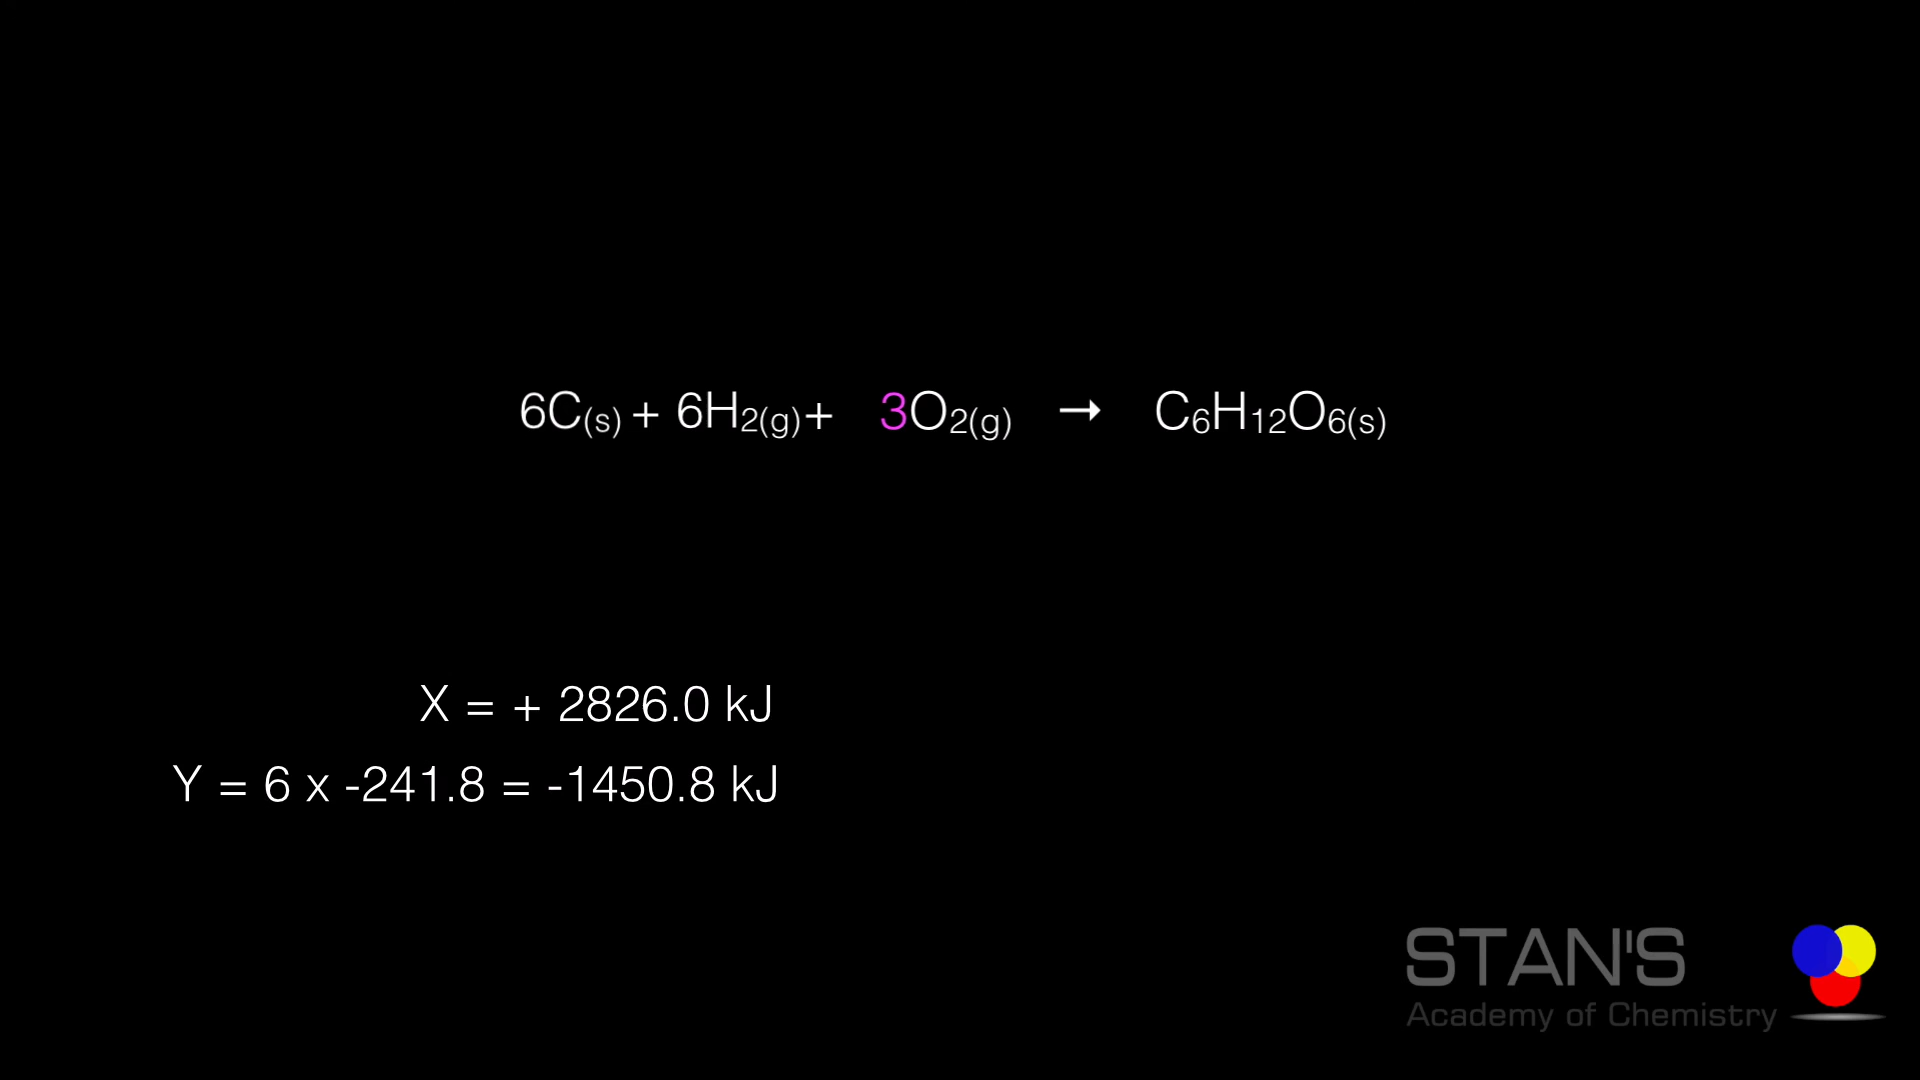 6C(s) + 6H2(g) + 3O2(g) → C6H12O6(s)
X = + 2826.0 kJ
Y = 6 x -241.8 = -1450.8 kJ
STAN'S
Academy of Chemistry